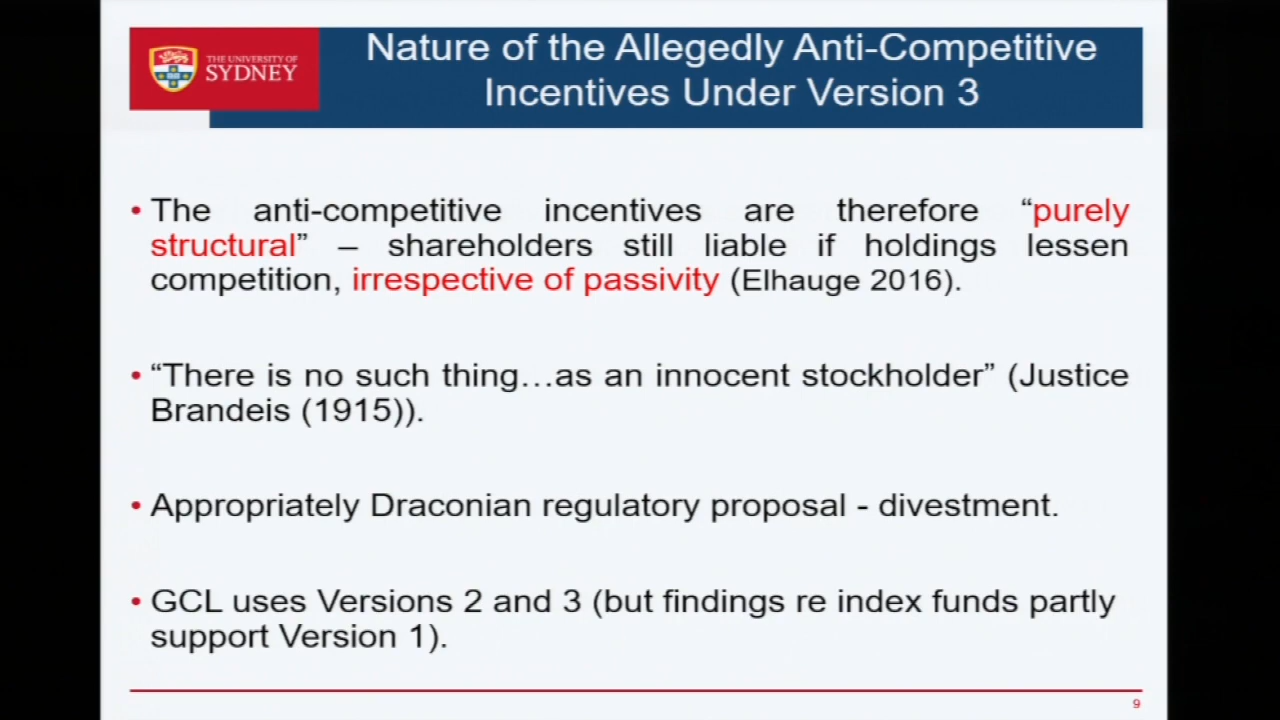 THE UNIVERSITY OF
SYDNEY
Nature of the Allegedly Anti-Competitive
Incentives Under Version 3
• The anti-competitive incentives are therefore “purely
structural” – shareholders still liable if holdings lessen
competition, irrespective of passivity (Elhauge 2016).
• “There is no such thing…as an innocent stockholder” (Justice
Brandeis (1915)).
• Appropriately Draconian regulatory proposal - divestment.
• GCL uses Versions 2 and 3 (but findings re index funds partly
support Version 1).
9